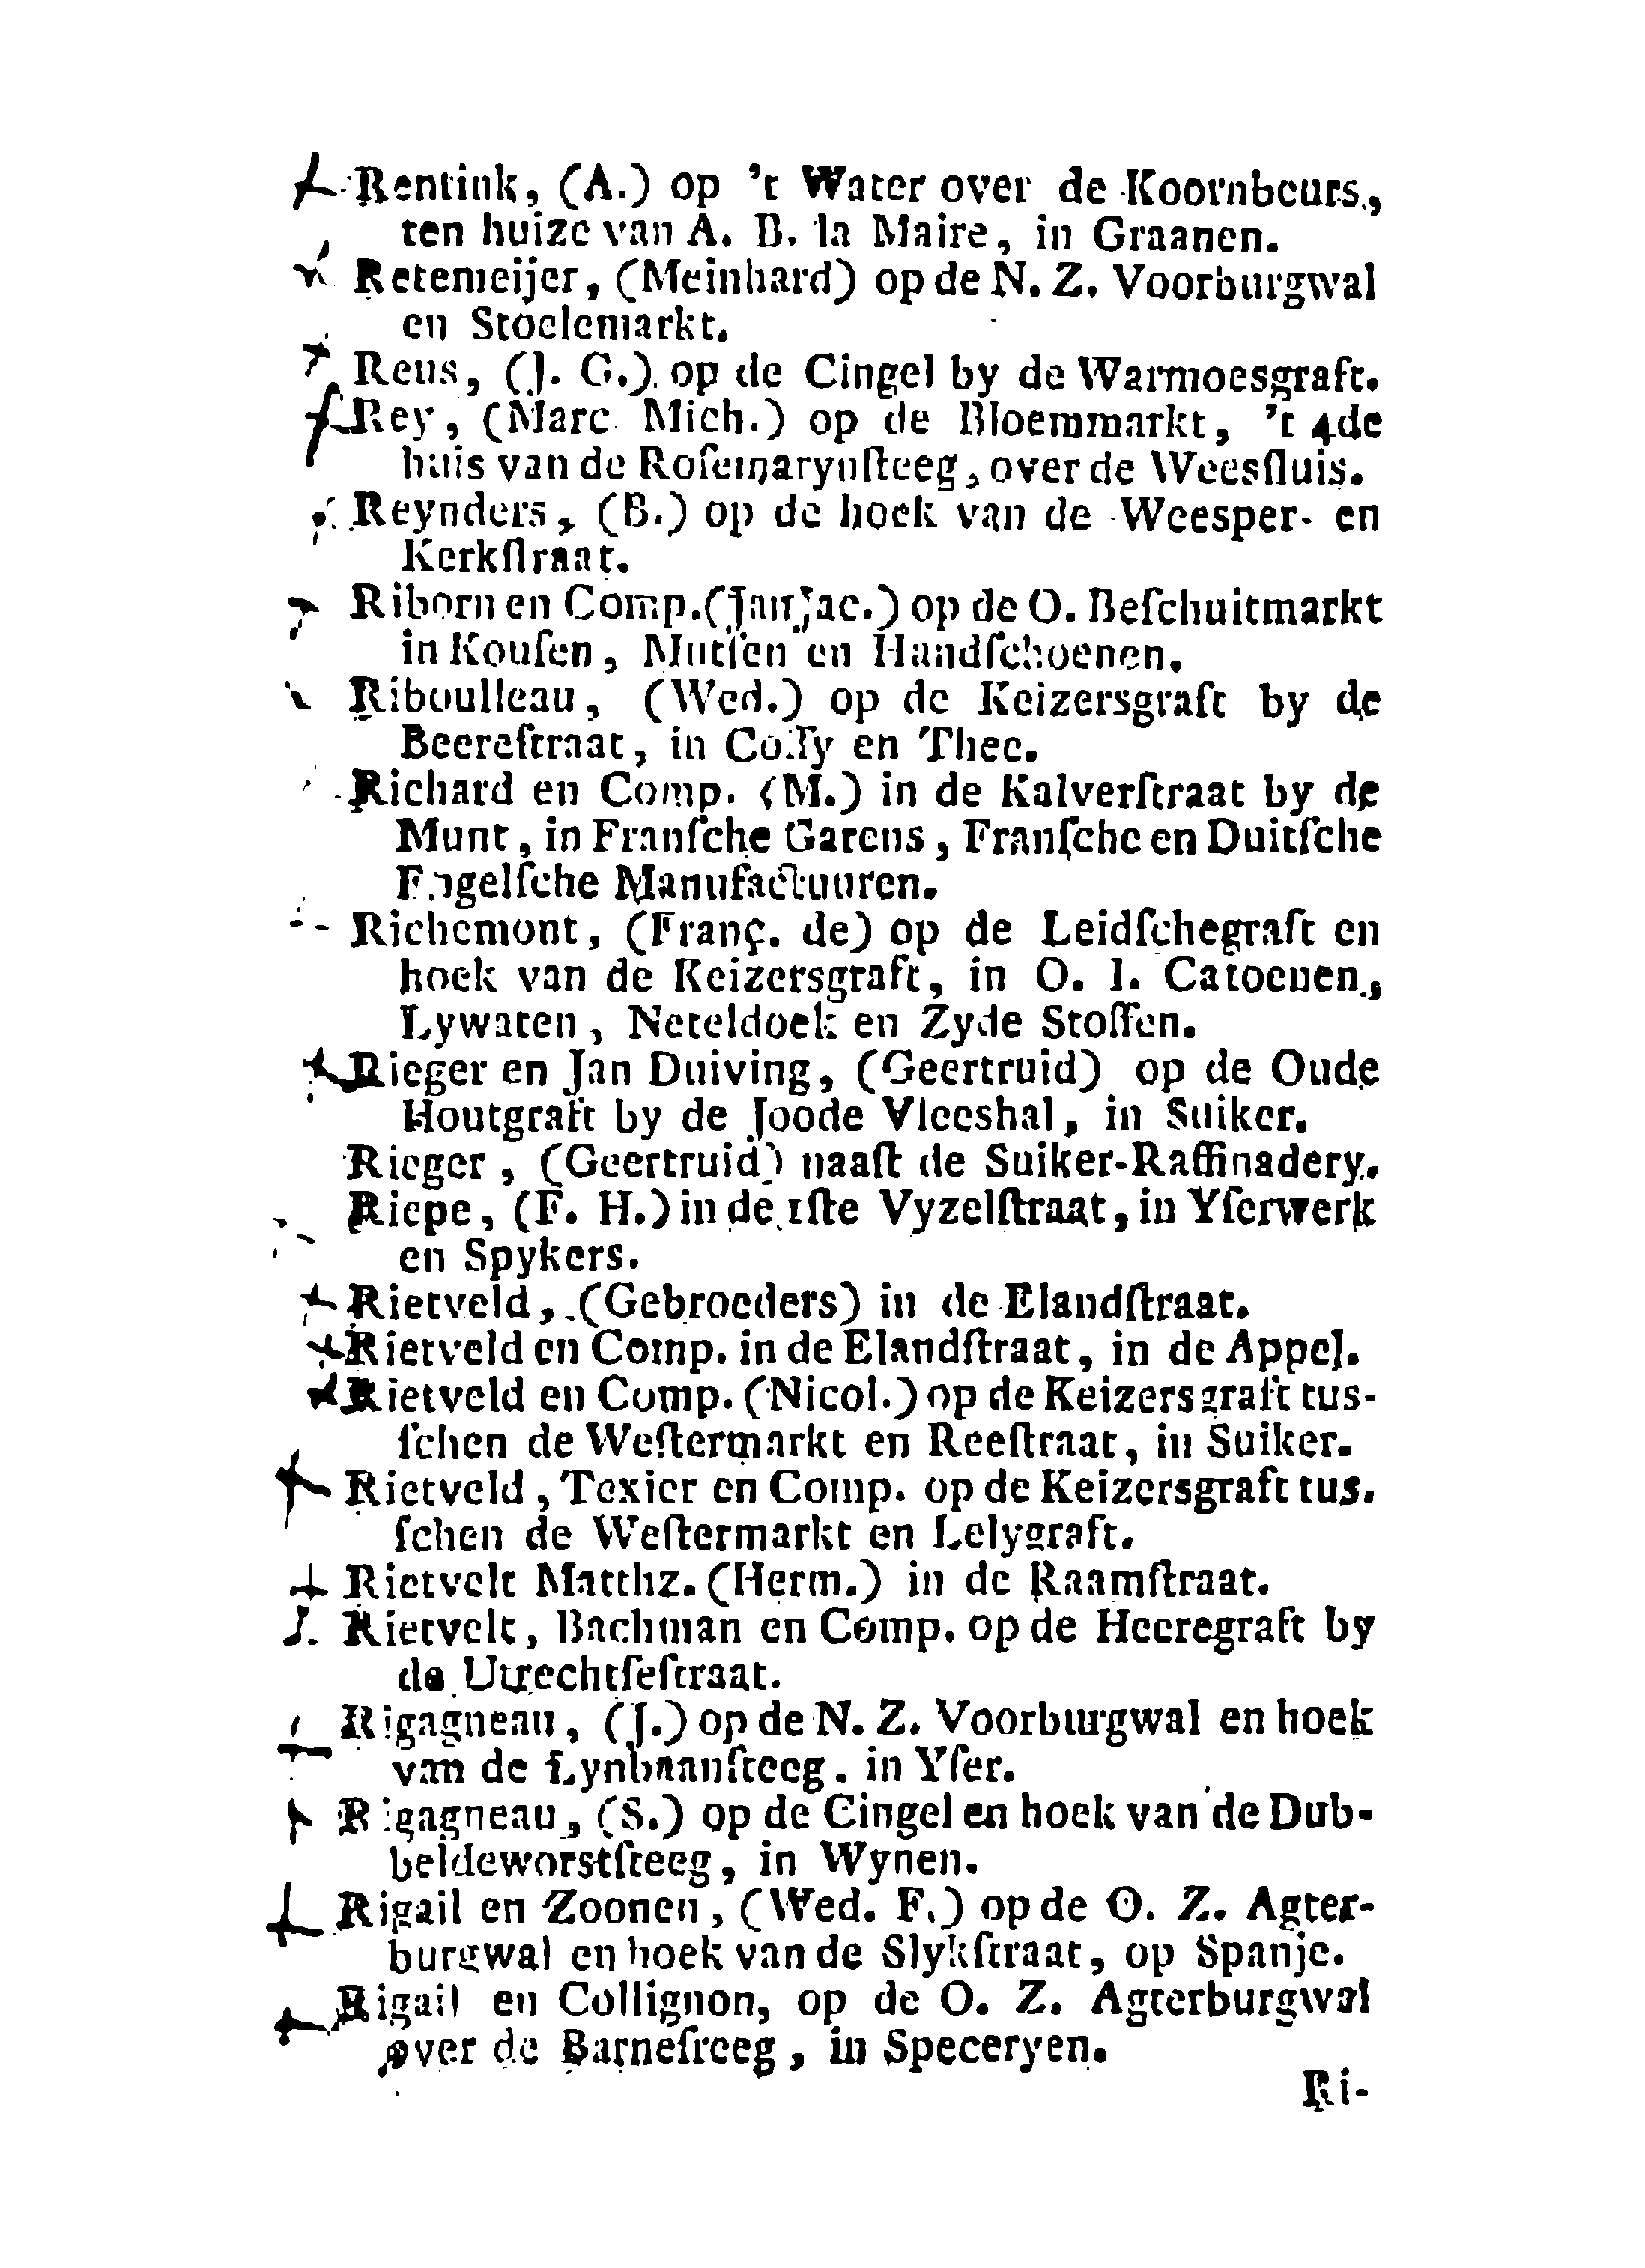 Rentink, (A.) op 't Water over de Koornbeurs,
ten huize van A. B. la Maire, in Graanen.
Retemeijer, (Meinhard) op de N. Z. Voorburgwal
en Stoelemarkt.
Reus, (J. G.) op de Cingel by de Warmoesgraft.
Rey, (Marc Mich.) op de Bloemmarkt, 't 4de
huis van de Roſemarynſteeg, over de Weesſluis.
Reynders, (B.) op de hoek van de Weesper- en
Kerkſtraat.
Riborn en Comp. (Jan Jac.) op de O. Beſchuitmarkt
in Kouſen, Mutſen en Handſchoenen.
Riboulleau, (Wed.) op de Keizersgraft by de
Beereſtraat, in Coffy en Thee.
Richard en Comp. (M.) in de Kalverſtraat by de
Munt, in Franſche Garens, Franſche en Duitſche
Engelſche Manufactuuren.
Richemont, (Franç. de) op de Leidſchegraft en
hoek van de Keizersgraft, in O. I. Catoenen,
Lywaten, Neteldoek en Zyde Stoffen.
Rieger en Jan Duiving, (Geertruid) op de Oude
Houtgraft by de Joode Vleeshal, in Suiker.
Rieger, (Geertruid) naaſt de Suiker-Raffinadery.
Riepe, (F. H.) in de 1ſte Vyzelſtraat, in Yſerwerk
en Spykers.
Rietveld, (Gebroeders) in de Elandſtraat.
Rietveld en Comp. in de Elandſtraat, in de Appel.
Rietveld en Comp. (Nicol.) op de Keizersgraft tus-
ſchen de Weſtermarkt en Reeſtraat, in Suiker.
Rietveld, Texier en Comp. op de Keizersgraft tus.
ſchen de Weſtermarkt en Lelygraft.
Rietvelt Matthz. (Herm.) in de Raamſtraat.
Rietvelt, Bachman en Comp. op de Heeregraft by
de Utrechtſeſtraat.
Rigagneau, (J.) op de N. Z. Voorburgwal en hoek
van de Lynbaanſteeg. in Yſer.
Rigagneau, (S.) op de Cingel en hoek van de Dub-
beldeworstſteeg, in Wynen.
Rigail en Zoonen, (Wed. F.) op de O. Z. Agter-
burgwal en hoek van de Slykſtraat, op Spanje.
Rigail en Collignon, op de O. Z. Agterburgwal
over de Barneſteeg, in Speceryen.
Ri-